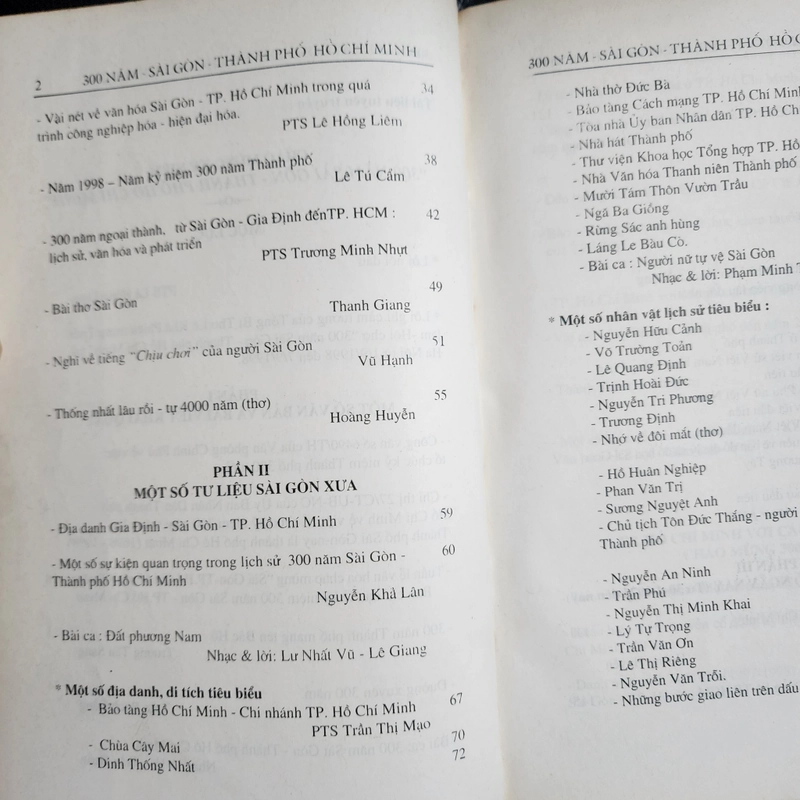 2 300 NĂM - SÀI GÒN - THÀNH PHỐ HỒ CHÍ MINH
- Vài nét về văn hóa Sài Gòn - TP. Hồ Chí Minh trong quá 34
trình công nghiệp hóa - hiện đại hóa.
PTS Lê Hồng Liêm
- Năm 1998 – Năm kỷ niệm 300 năm Thành phố 38
Lê Tú Cẩm
- 300 năm ngoại thành, từ Sài Gòn - Gia Định đếnTP. HCM : 42
lịch sử, văn hóa và phát triển
PTS Trương Minh Nhựt
49
- Bài thơ Sài Gòn Thanh Giang
- Nghĩ về tiếng “Chịu chơi” của người Sài Gòn 51
Vũ Hạnh
- Thống nhất lâu rồi - tự 4000 năm (thơ) 55
Hoàng Huyễn
PHẦN II
MỘT SỐ TƯ LIỆU SÀI GÒN XƯA
- Địa danh Gia Định - Sài Gòn - TP. Hồ Chí Minh 59
- Một số sự kiện quan trọng trong lịch sử 300 năm Sài Gòn - 60
Thành phố Hồ Chí Minh
Nguyễn Khả Lân
- Bài ca : Đất phương Nam
Nhạc & lời: Lư Nhất Vũ - Lê Giang
* Một số địa danh, di tích tiêu biểu
- Bảo tàng Hồ Chí Minh - Chi nhánh TP. Hồ Chí Minh 67
PTS Trần Thị Mạo
- Chùa Cây Mai 70
- Dinh Thống Nhất 72
300 NĂM - SÀI GÒN - THÀNH PHỐ HỒ
- Nhà thờ Đức Bà
- Bảo tàng Cách mạng TP. Hồ Chí Minh
- Tòa nhà Ủy ban Nhân dân TP. Hồ Chí
- Nhà hát Thành phố
- Thư viện Khoa học Tổng hợp TP. Hồ
- Nhà Văn hóa Thanh niên Thành phố
- Mười Tám Thôn Vườn Trầu
- Ngã Ba Giồng
- Rừng Sác anh hùng
- Láng Le Bàu Cò.
- Bài ca : Người nữ tự vệ Sài Gòn
Nhạc & lời: Phạm Minh T
* Một số nhân vật lịch sử tiêu biểu :
- Nguyễn Hữu Cảnh
- Võ Trường Toản
- Lê Quang Định
- Trịnh Hoài Đức
- Nguyễn Tri Phương
- Trương Định
- Nhớ về đôi mắt (thơ)
- Hồ Huân Nghiệp
- Phan Văn Trị
- Sương Nguyệt Anh
- Chủ tịch Tôn Đức Thắng - người
Thành phố
- Nguyễn An Ninh
- Trần Phú
- Nguyễn Thị Minh Khai
- Lý Tự Trọng
- Trần Văn Ơn
- Lê Thị Riêng
- Nguyễn Văn Trỗi.
- Những bước giao liên trên dấu